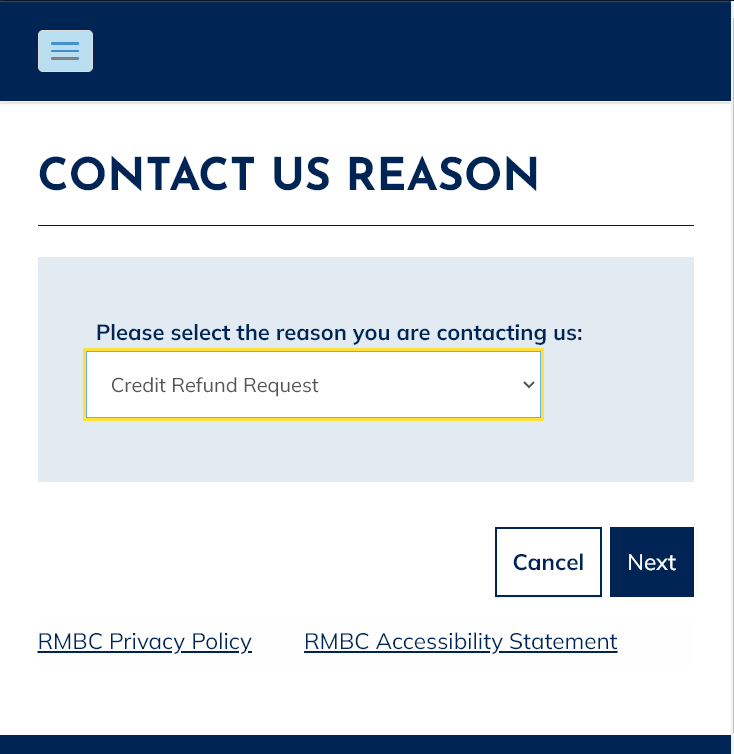 CONTACT US REASON
Please select the reason you are contacting us:
Credit Refund Request
Cancel
Next
RMBC Privacy Policy
RMBC Accessibility Statement